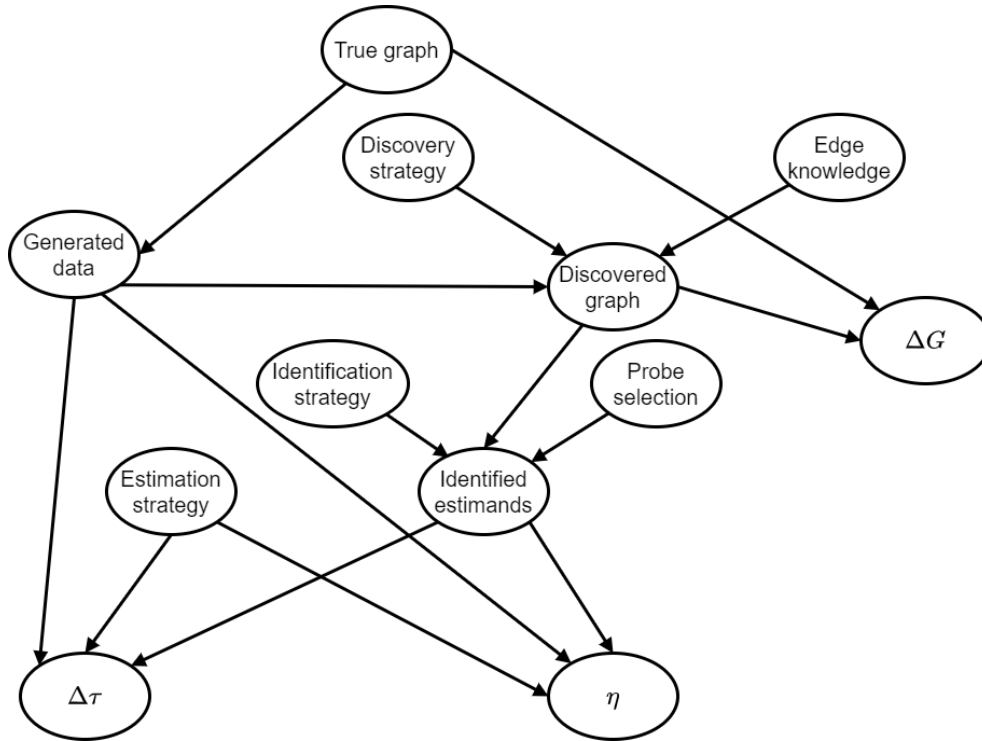 True graph
Discovery
strategy
Edge
knowledge
Generated
data
Discovered
graph
ΔG
Identification
strategy
Probe
selection
Estimation
strategy
Identified
estimands
Δτ
η